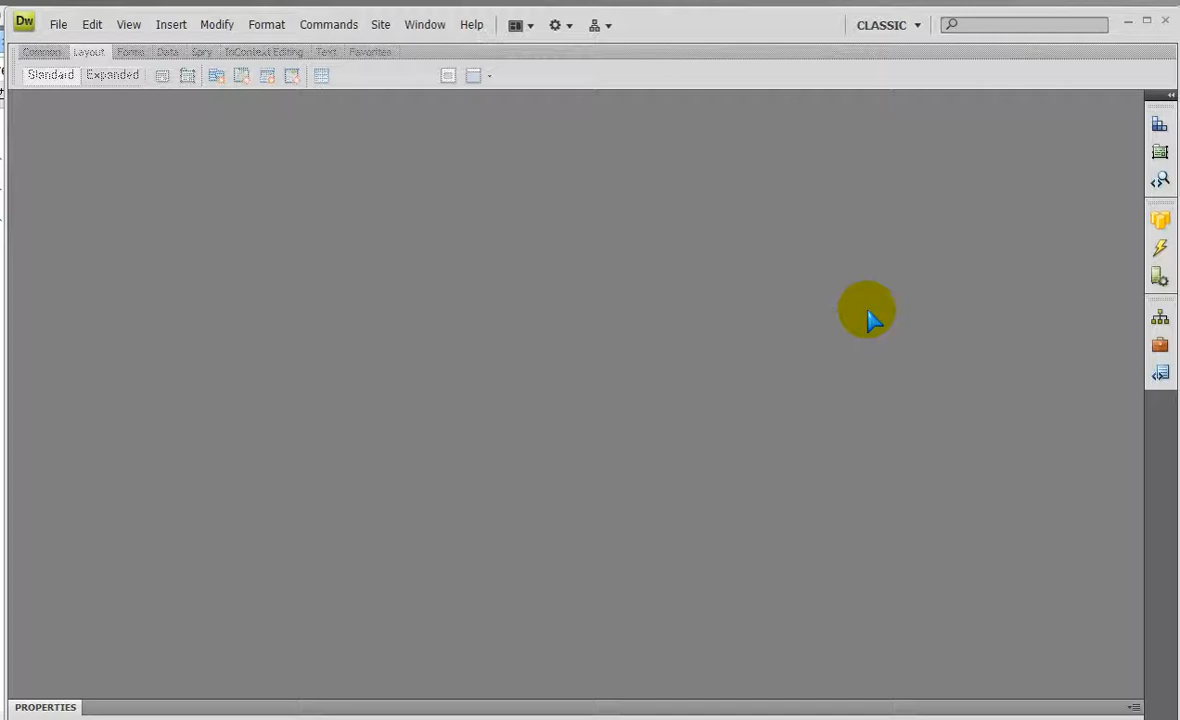 Dw File Edit View Insert Modify Format Commands Site Window Help CLASSIC
Common Layout Forms Data Spry InContext Editing Text Favorites
Standard Expanded
PROPERTIES